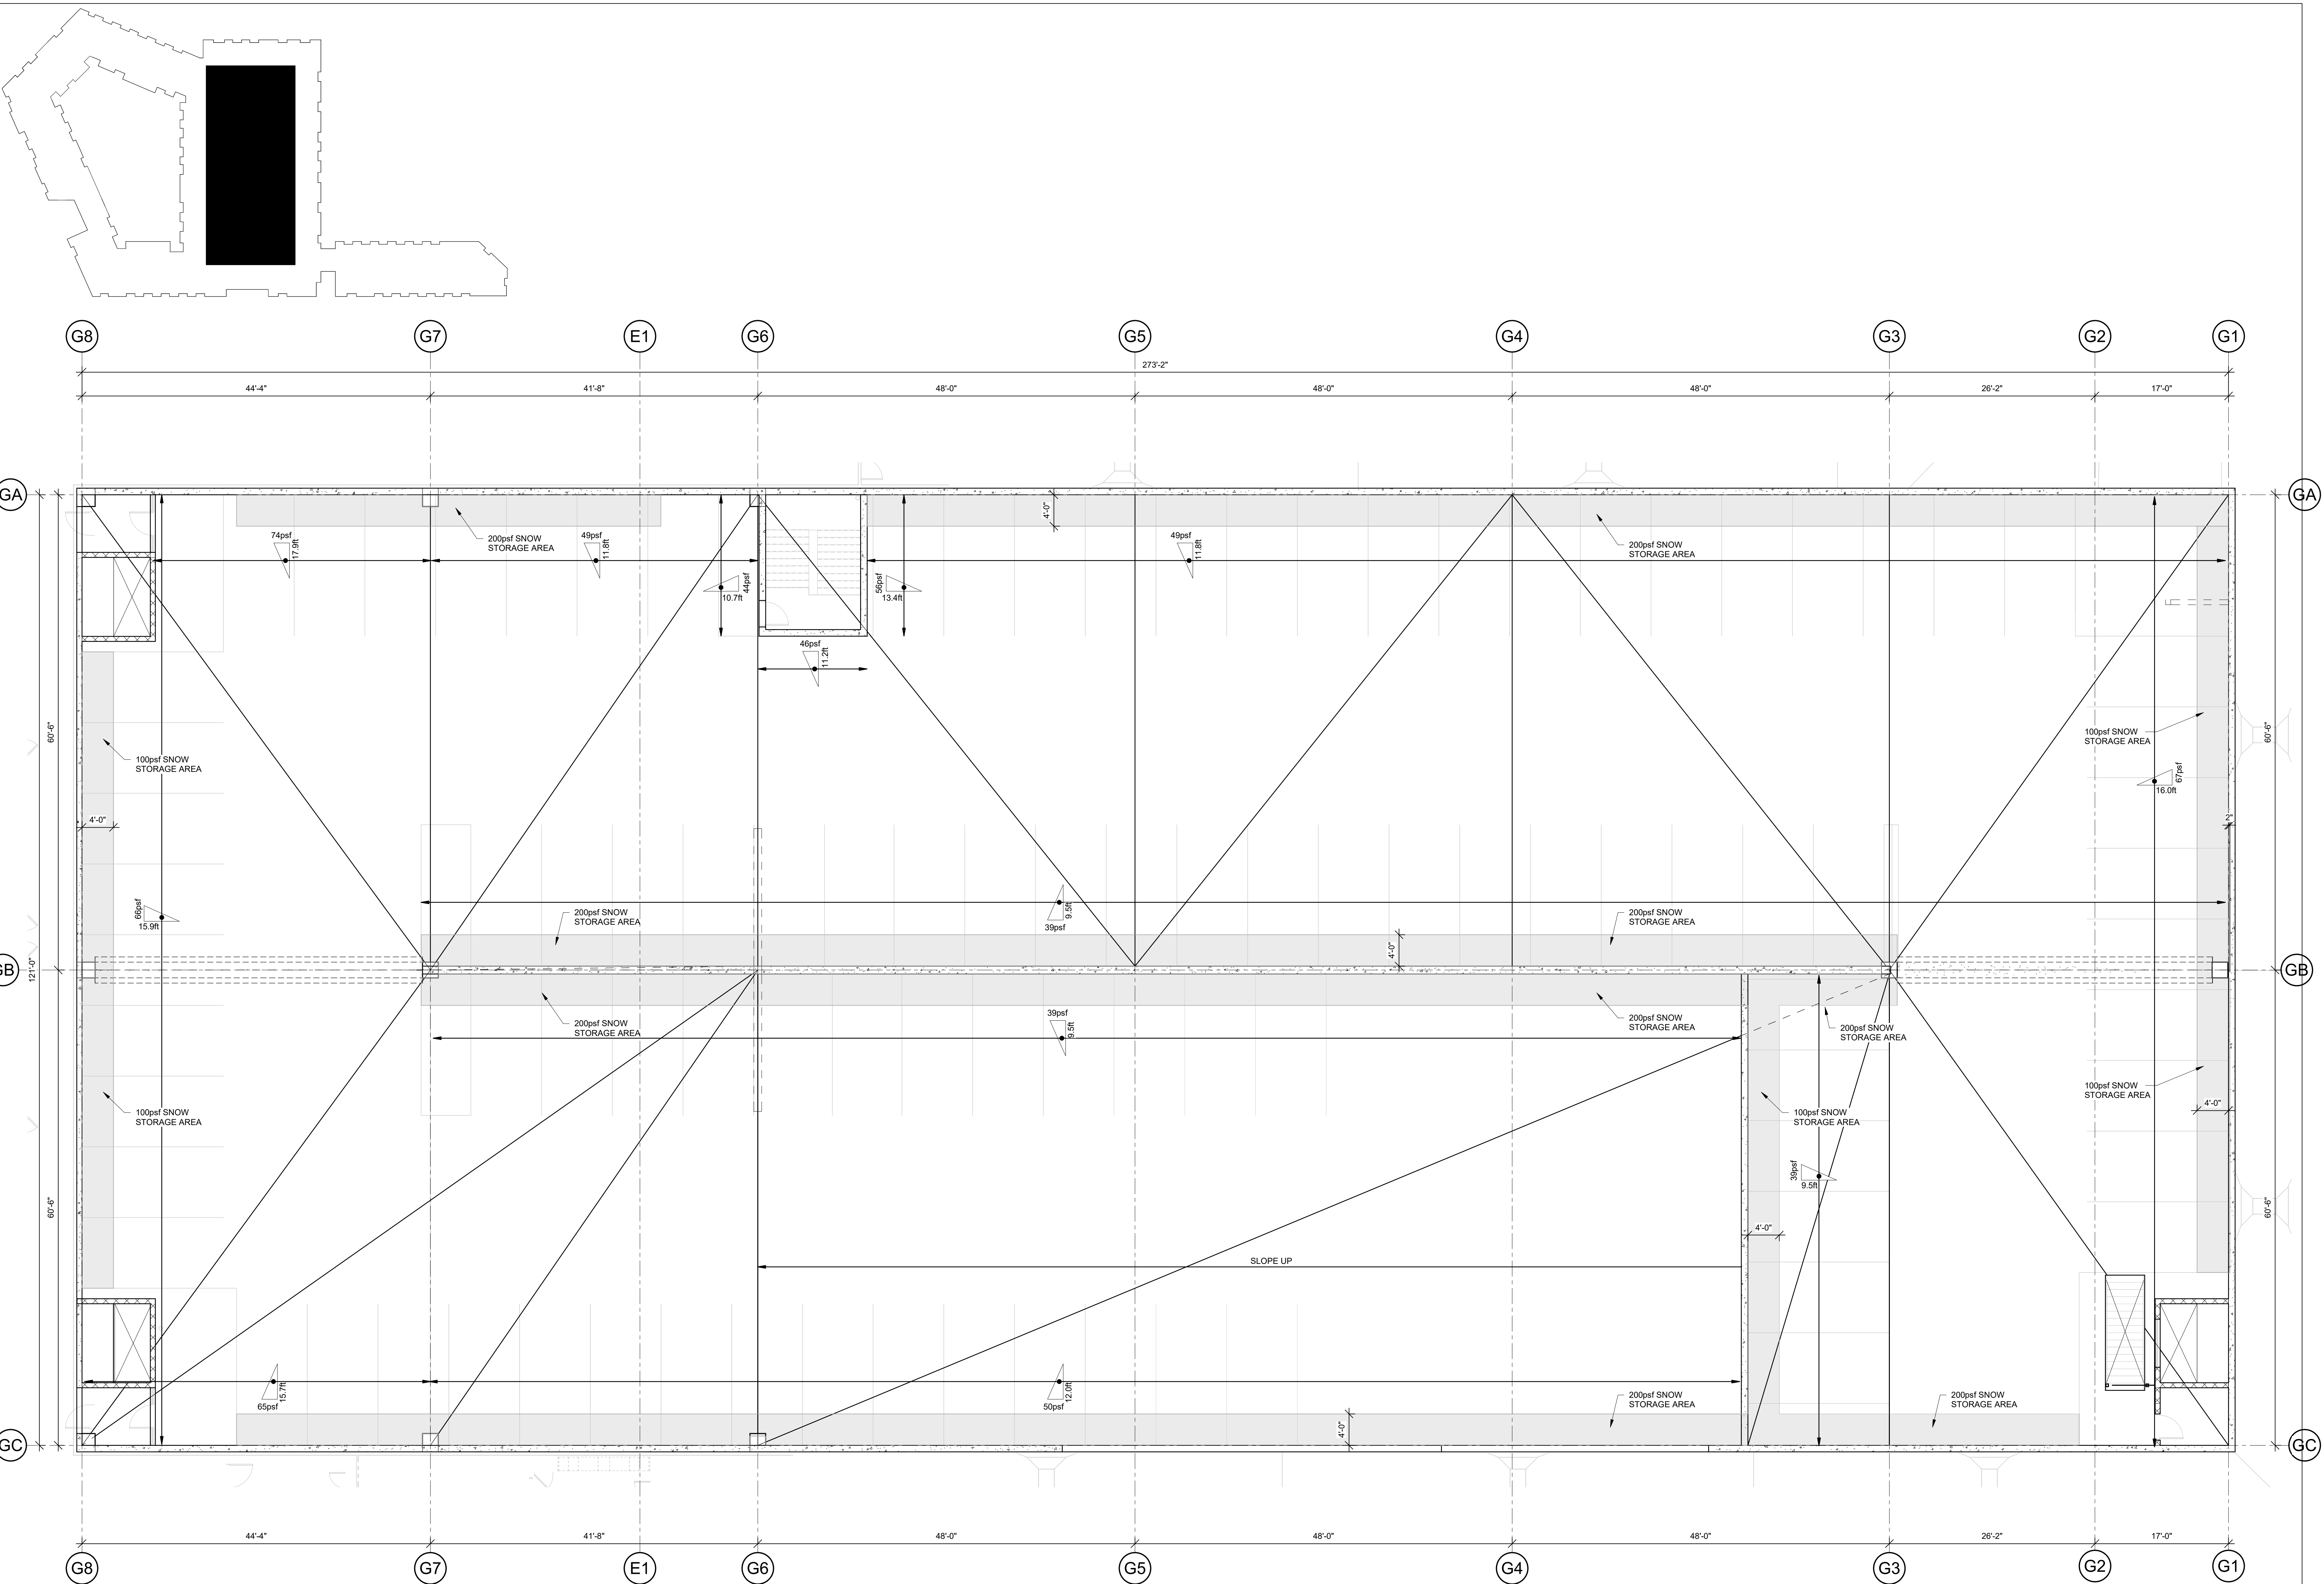 G8
G7
E1
G6
G5
G4
G3
G2
G1
273'-2"
44'-4"
41'-8"
48'-0"
48'-0"
48'-0"
26'-2"
17'-0"
GA
GA
4'-0"
74psf
17.9ft
200psf SNOW
STORAGE AREA
49psf
11.8ft
44psf
10.7ft
56psf
13.4ft
49psf
11.8ft
200psf SNOW
STORAGE AREA
46psf
11.2ft
60'-6"
100psf SNOW
STORAGE AREA
100psf SNOW
STORAGE AREA
60'-6"
67psf
16.0ft
4'-0"
2"
66psf
15.9ft
200psf SNOW
STORAGE AREA
9.5ft
39psf
200psf SNOW
STORAGE AREA
4'-0"
GB
121'-0"
GB
200psf SNOW
STORAGE AREA
39psf
9.5ft
200psf SNOW
STORAGE AREA
200psf SNOW
STORAGE AREA
100psf SNOW
STORAGE AREA
100psf SNOW
STORAGE AREA
100psf SNOW
STORAGE AREA
4'-0"
39psf
9.5ft
60'-6"
60'-6"
4'-0"
SLOPE UP
15.7ft
65psf
12.0ft
50psf
200psf SNOW
STORAGE AREA
200psf SNOW
STORAGE AREA
4'-0"
GC
GC
44'-4"
41'-8"
48'-0"
48'-0"
48'-0"
26'-2"
17'-0"
G8
G7
E1
G6
G5
G4
G3
G2
G1